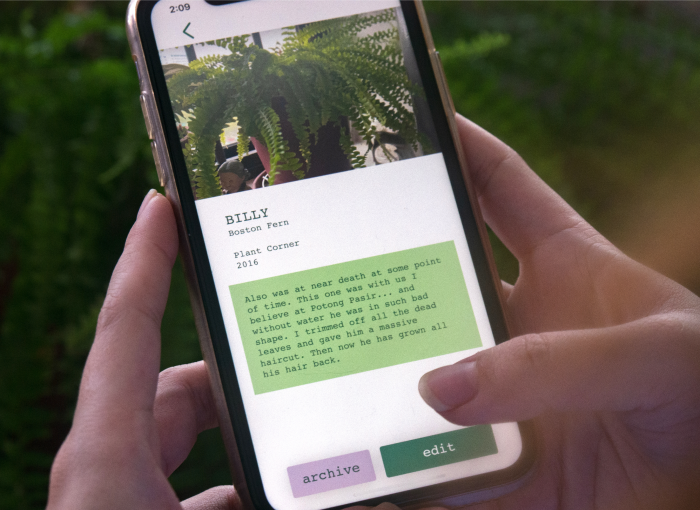 2:09
BILLY
Boston Fern
Plant Corner
2016
Also was at near death at some point
of time. This one was with us I
believe at Potong Pasir... and
without water he was in such bad
shape. I trimmed off all the dead
leaves and gave him a massive
haircut. Then now he has grown all
his hair back.
archive
edit